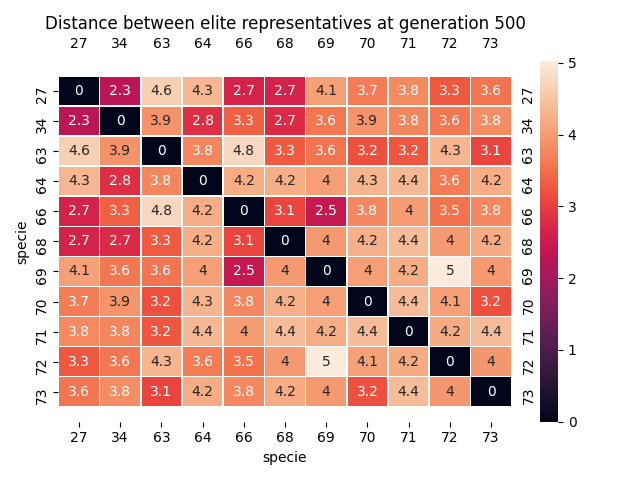 Distance between elite representatives at generation 500
27 34 63 64 66 68 69 70 71 72 73
27 0 2.3 4.6 4.3 2.7 2.7 4.1 3.7 3.8 3.3 3.6 27
34 2.3 0 3.9 2.8 3.3 2.7 3.6 3.9 3.8 3.6 3.8 34
63 4.6 3.9 0 3.8 4.8 3.3 3.6 3.2 3.2 4.3 3.1 63
64 4.3 2.8 3.8 0 4.2 4.2 4 4.3 4.4 3.6 4.2 64
66 2.7 3.3 4.8 4.2 0 3.1 2.5 3.8 4 3.5 3.8 66
68 2.7 2.7 3.3 4.2 3.1 0 4 4.2 4.4 4 4.2 68
69 4.1 3.6 3.6 4 2.5 4 0 4 4.2 5 4 69
70 3.7 3.9 3.2 4.3 3.8 4.2 4 0 4.4 4.1 3.2 70
71 3.8 3.8 3.2 4.4 4 4.4 4.2 4.4 0 4.2 4.4 71
72 3.3 3.6 4.3 3.6 3.5 4 5 4.1 4.2 0 4 72
73 3.6 3.8 3.1 4.2 3.8 4.2 4 3.2 4.4 4 0 73
27 34 63 64 66 68 69 70 71 72 73
specie
specie
5
4
3
2
1
0